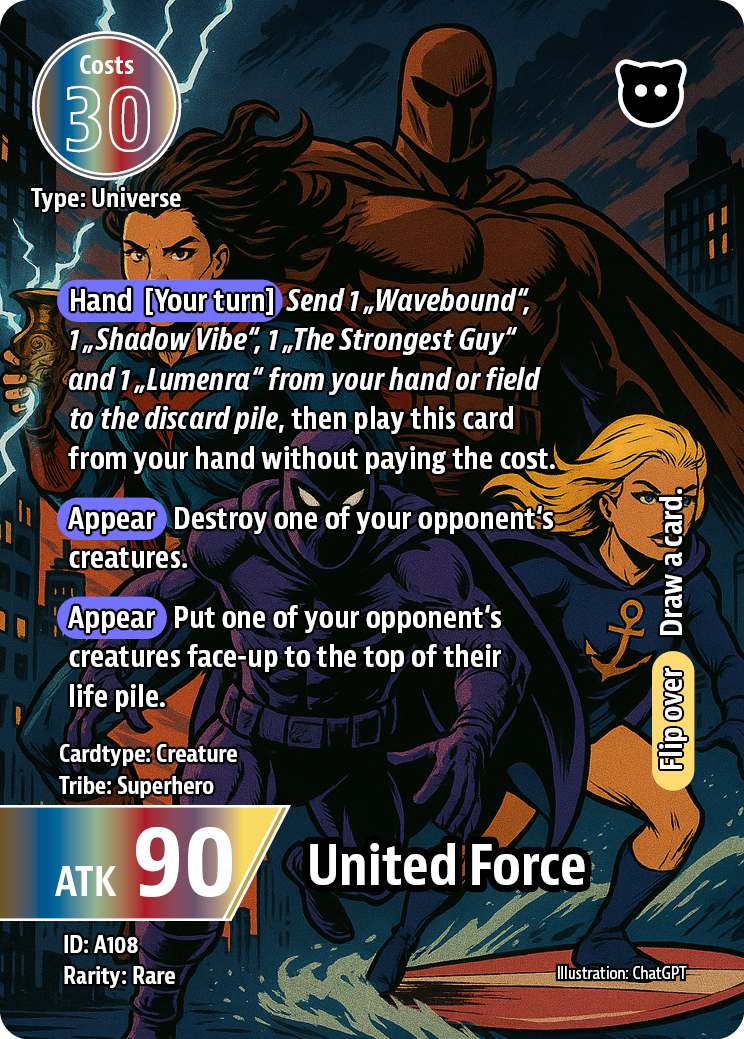 Costs
30
Type: Universe
Hand [Your turn] Send 1 „Wavebound“,
1 „Shadow Vibe“, 1 „The Strongest Guy“
and 1 „Lumenra“ from your hand or field
to the discard pile, then play this card
from your hand without paying the cost.
Appear Destroy one of your opponent‘s
creatures.
Appear Put one of your opponent‘s
creatures face-up to the top of their
life pile.
Flip over Draw a card.
Cardtype: Creature
Tribe: Superhero
ATK 90
United Force
ID: A108
Rarity: Rare
Illustration: ChatGPT